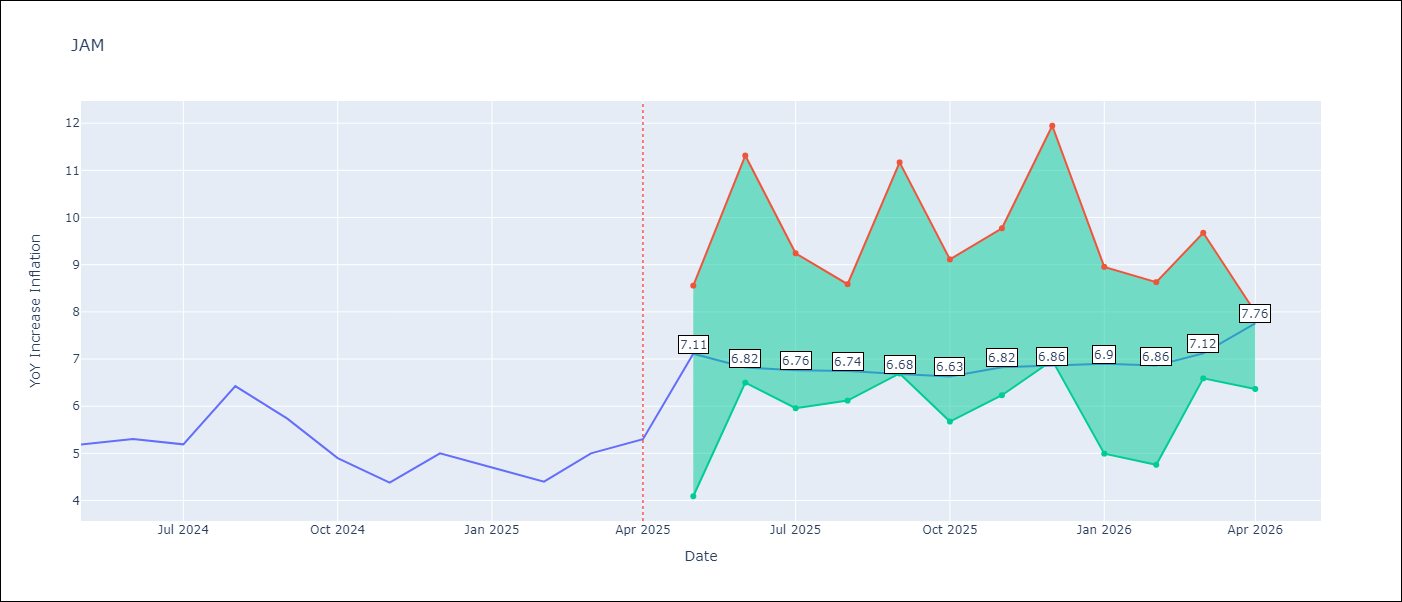 JAM
YoY Increase Inflation
12
11
10
9
8
7
6
5
4
7.11
6.82
6.76
6.74
6.68
6.63
6.82
6.86
6.9
6.86
7.12
7.76
Jul 2024
Oct 2024
Jan 2025
Apr 2025
Jul 2025
Oct 2025
Jan 2026
Apr 2026
Date